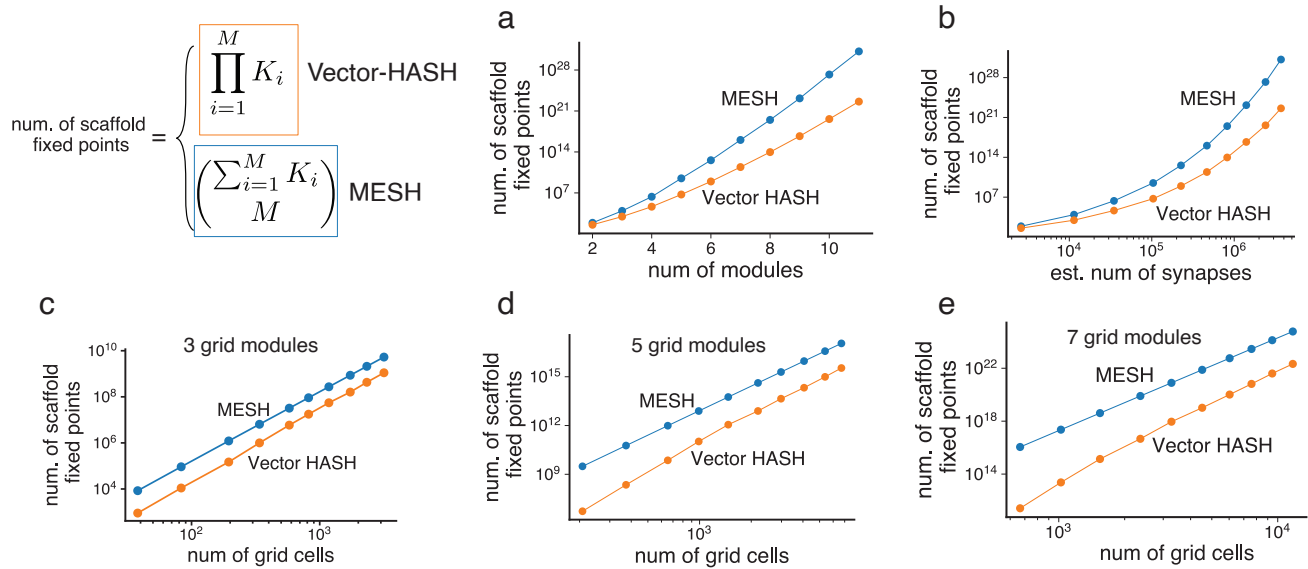 num. of scaffold
fixed points
=
M
∏ K_i
i=1
Vector-HASH
(∑_{i=1}^{M} K_i
M)
MESH
a
num. of scaffold
fixed points
10^28
10^21
10^14
10^7
MESH
Vector HASH
2 4 6 8 10
num of modules
b
num. of scaffold
fixed points
10^28
10^21
10^14
10^7
MESH
Vector HASH
10^4 10^5 10^6
est. num of synapses
c
3 grid modules
num. of scaffold
fixed points
10^10
10^8
10^6
10^4
MESH
Vector HASH
10^2 10^3
num of grid cells
d
5 grid modules
num. of scaffold
fixed points
10^15
10^12
10^9
MESH
Vector HASH
10^3
num of grid cells
e
7 grid modules
num. of scaffold
fixed points
10^22
10^18
10^14
MESH
Vector HASH
10^3 10^4
num of grid cells